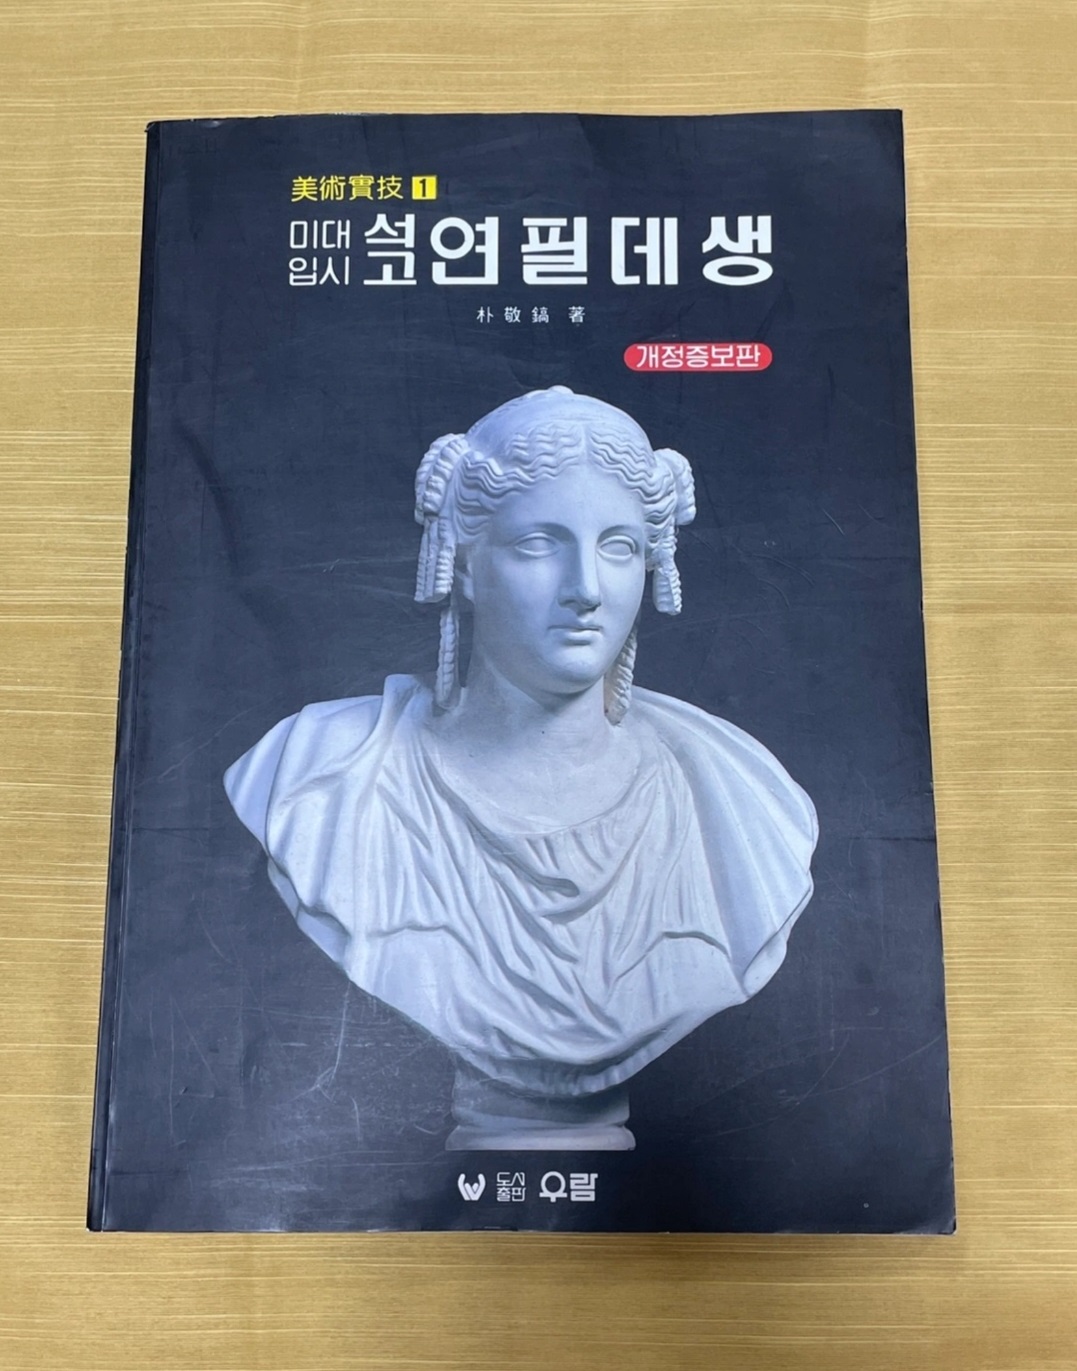 美術實技 1
미대
입시
석고 연필데생
朴敬鎬 著
개정증보판
도서
출판
우람